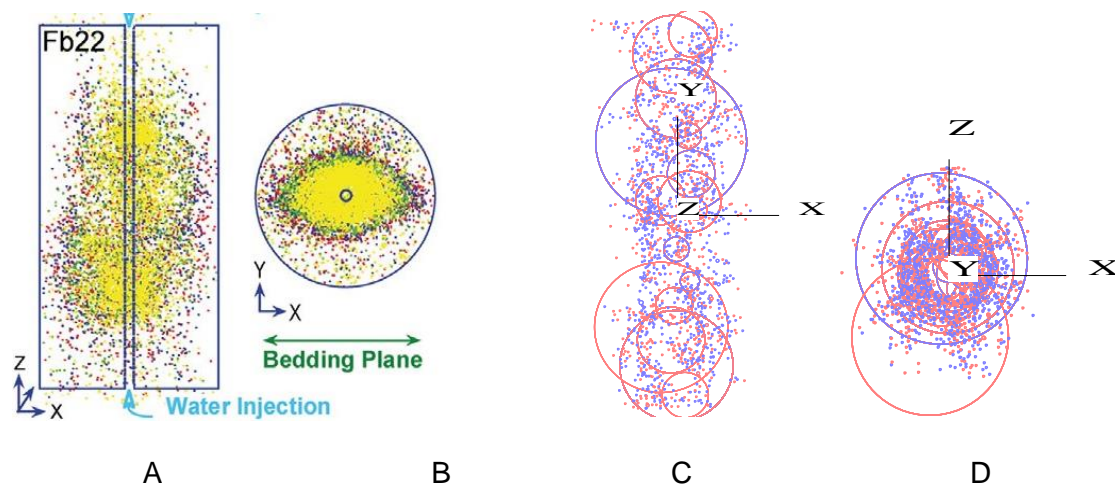 Fb22
Z
X
Water Injection
Y
X
Bedding Plane
Y
Z
X
Z
Y
X
A
B
C
D